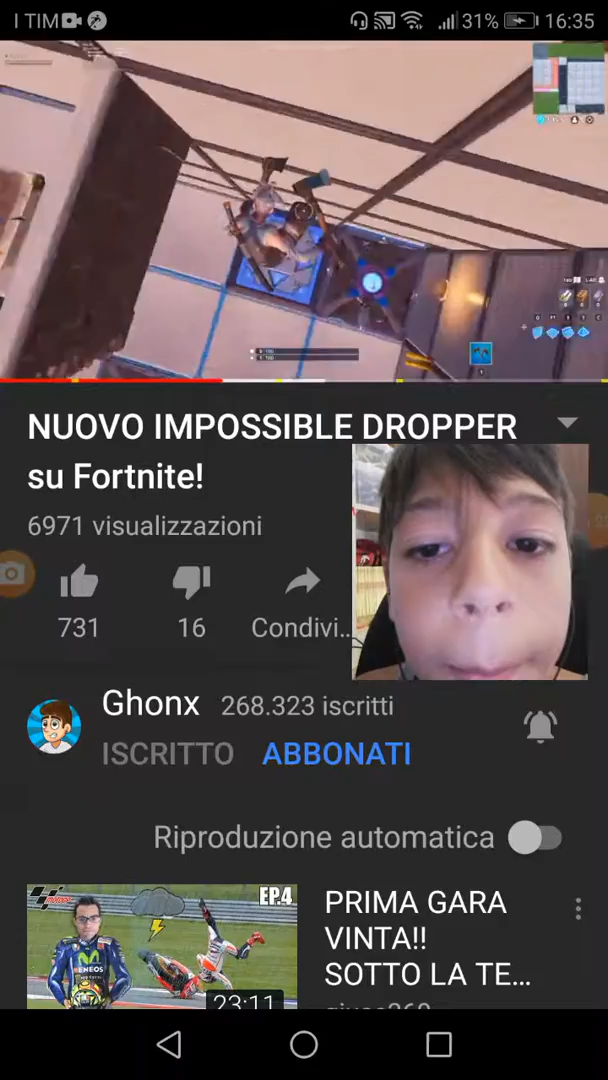 I TIM 31% 16:35
NUOVO IMPOSSIBLE DROPPER
su Fortnite!
6971 visualizzazioni
731 16 Condivi...
Ghonx 268.323 iscritti
ISCRITTO ABBONATI
Riproduzione automatica
EP.4
ENEOS
23:11
PRIMA GARA
VINTA!!
SOTTO LA TE...